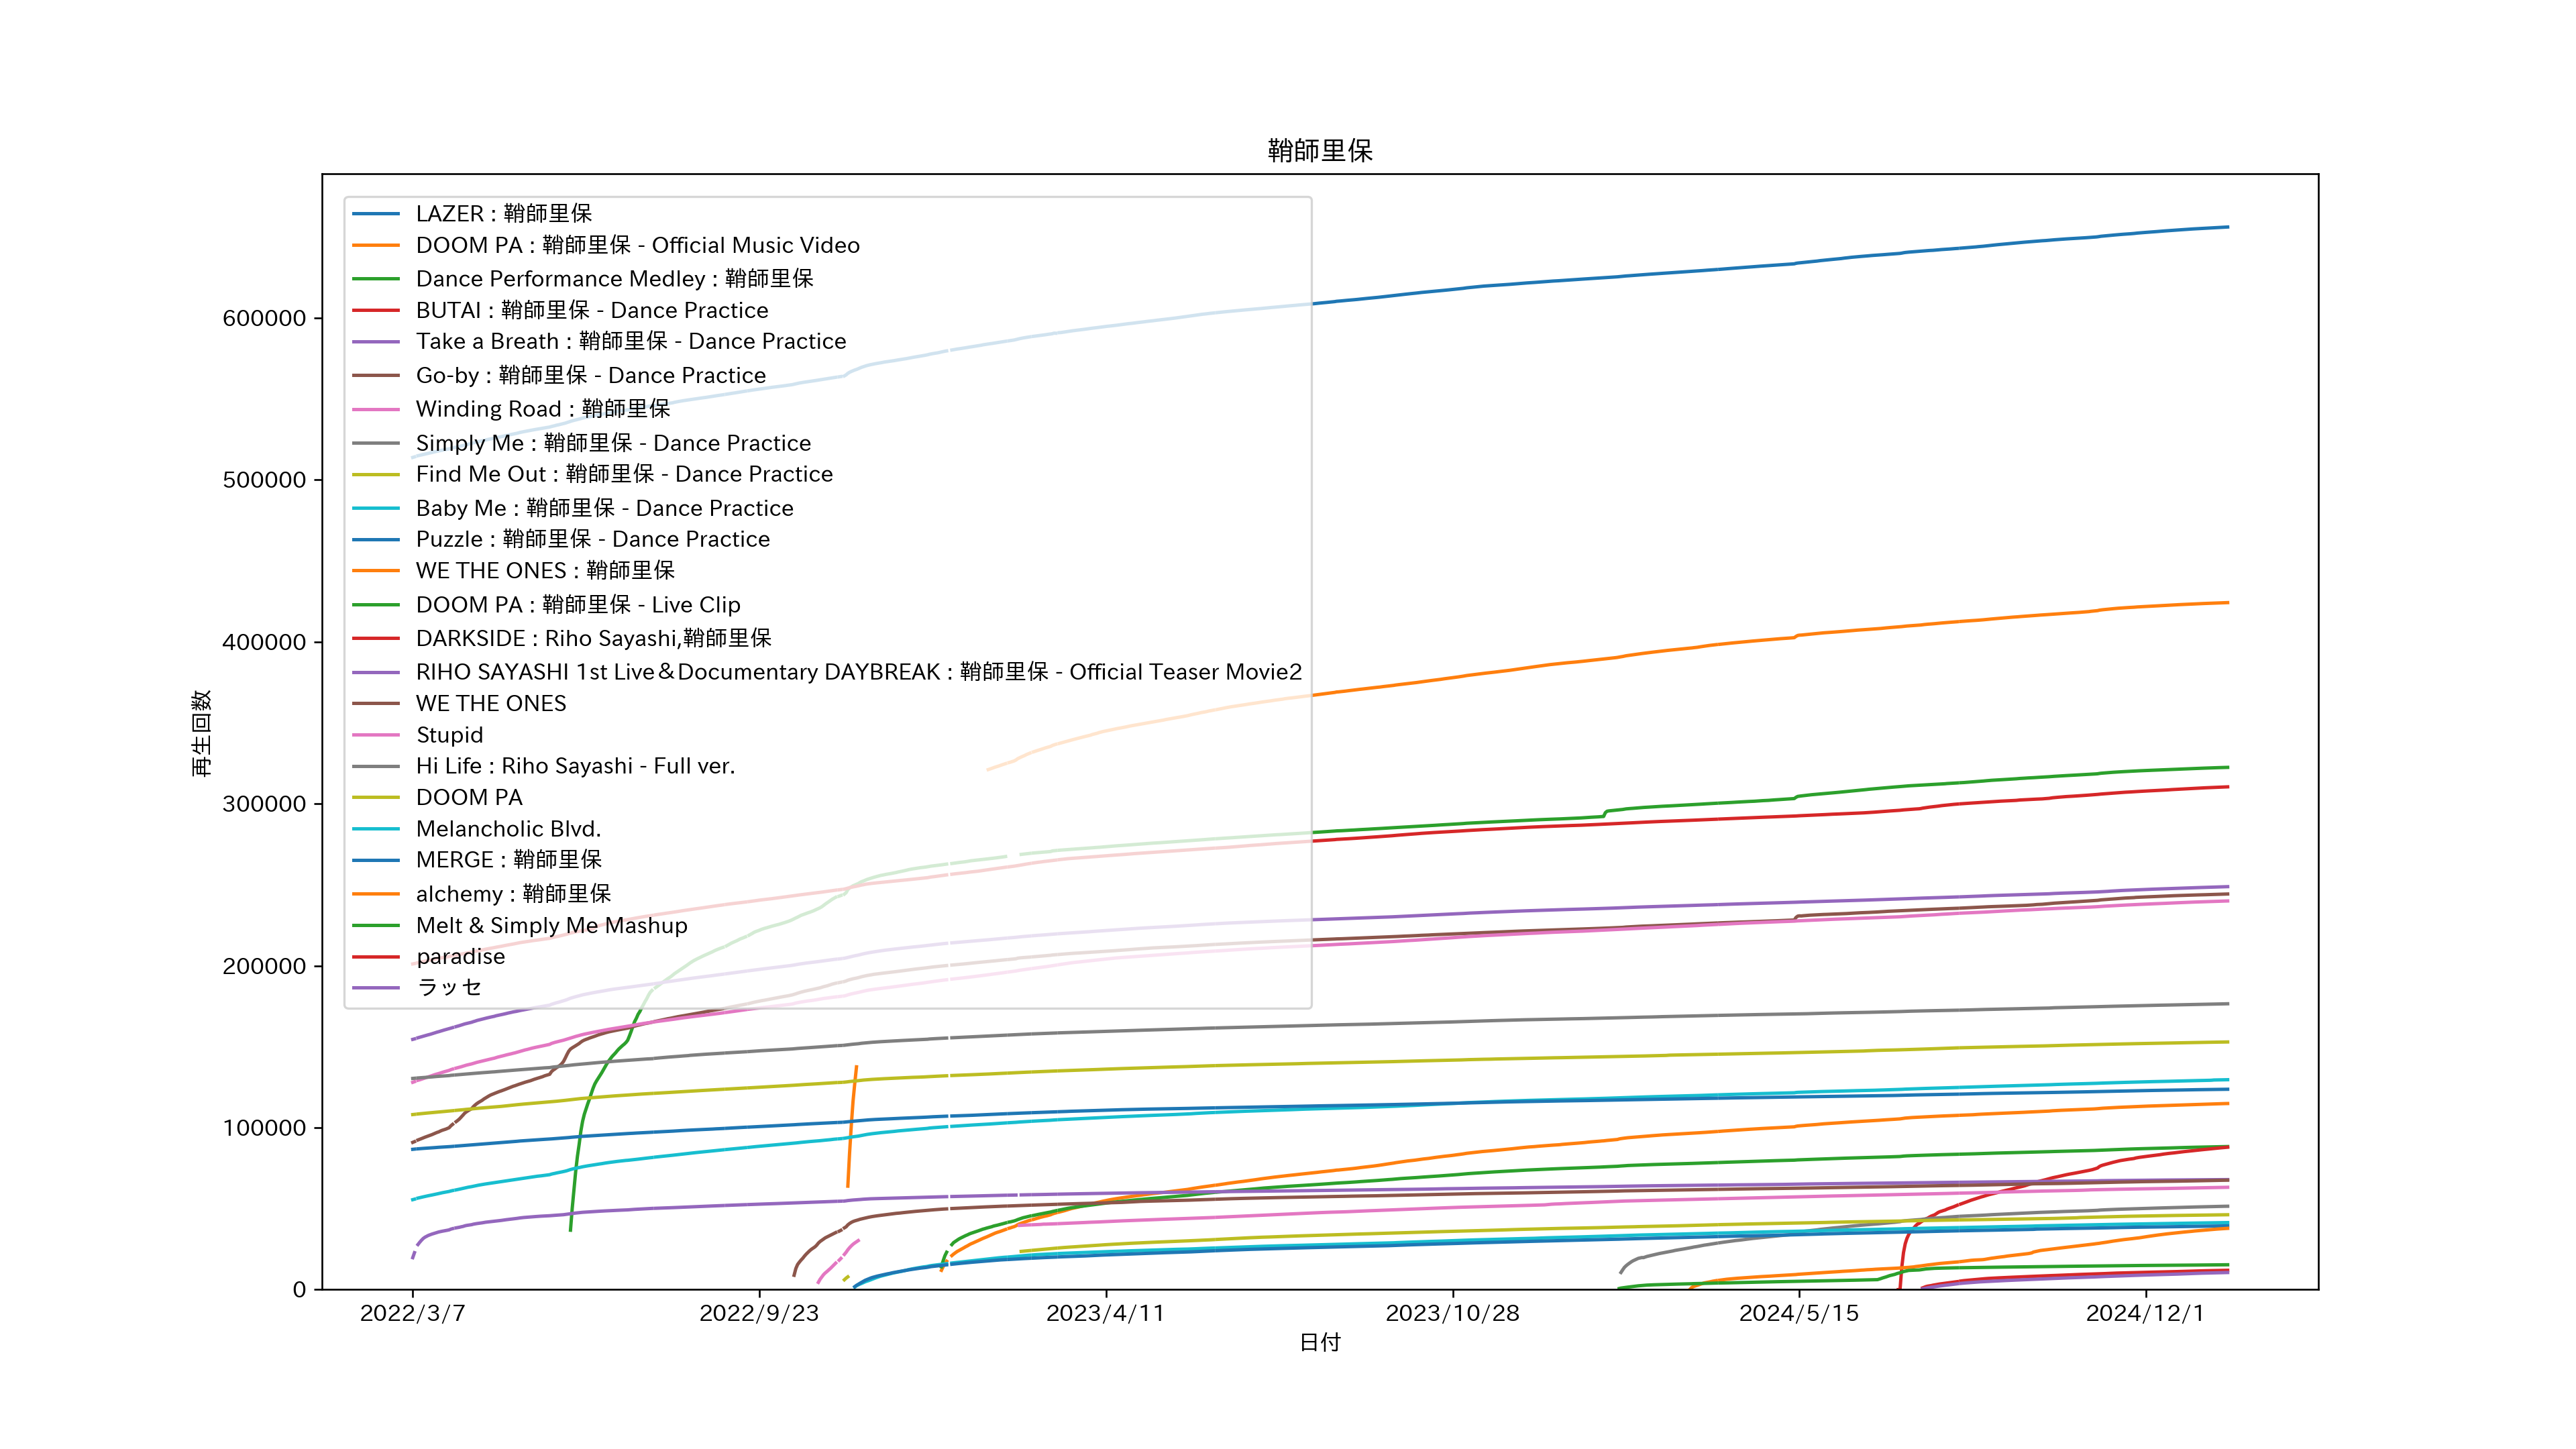 鞘師里保
LAZER : 鞘師里保
DOOM PA : 鞘師里保 - Official Music Video
Dance Performance Medley : 鞘師里保
BUTAI : 鞘師里保 - Dance Practice
Take a Breath : 鞘師里保 - Dance Practice
Go-by : 鞘師里保 - Dance Practice
Winding Road : 鞘師里保
Simply Me : 鞘師里保 - Dance Practice
Find Me Out : 鞘師里保 - Dance Practice
Baby Me : 鞘師里保 - Dance Practice
Puzzle : 鞘師里保 - Dance Practice
WE THE ONES : 鞘師里保
DOOM PA : 鞘師里保 - Live Clip
DARKSIDE : Riho Sayashi,鞘師里保
RIHO SAYASHI 1st Live＆Documentary DAYBREAK : 鞘師里保 - Official Teaser Movie2
WE THE ONES
Stupid
Hi Life : Riho Sayashi - Full ver.
DOOM PA
Melancholic Blvd.
MERGE : 鞘師里保
alchemy : 鞘師里保
Melt & Simply Me Mashup
paradise
ラッセ
600000
500000
400000
300000
200000
100000
0
再生回数
2022/3/7
2022/9/23
2023/4/11
2023/10/28
2024/5/15
2024/12/1
日付